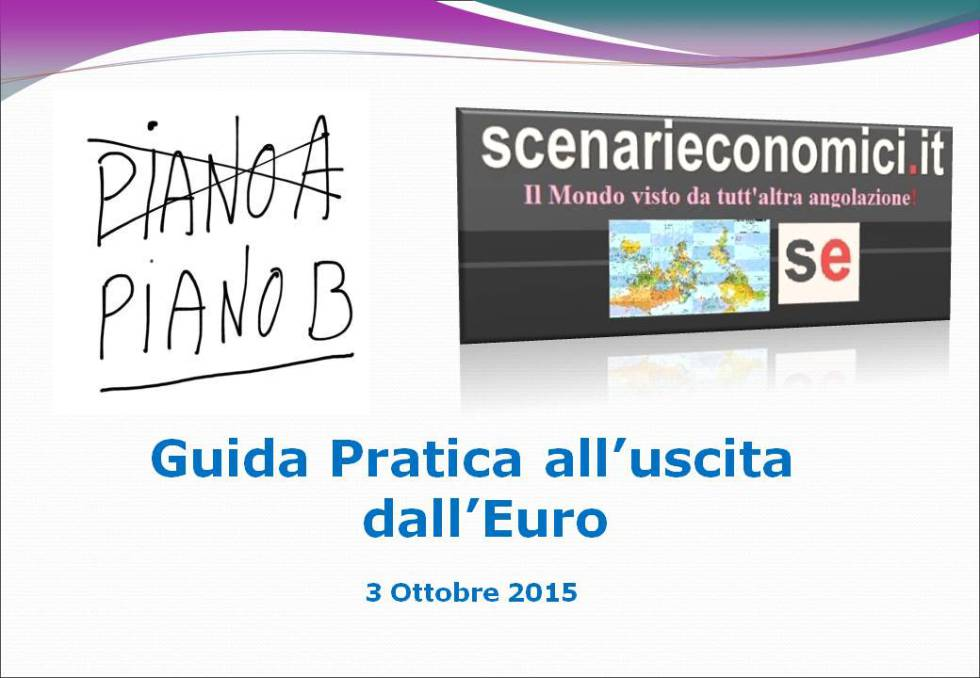 PIANO A
PIANO B
scenarieconomici.it
Il Mondo visto da tutt'altra angolazione!
se
Guida Pratica all’uscita
dall’Euro
3 Ottobre 2015